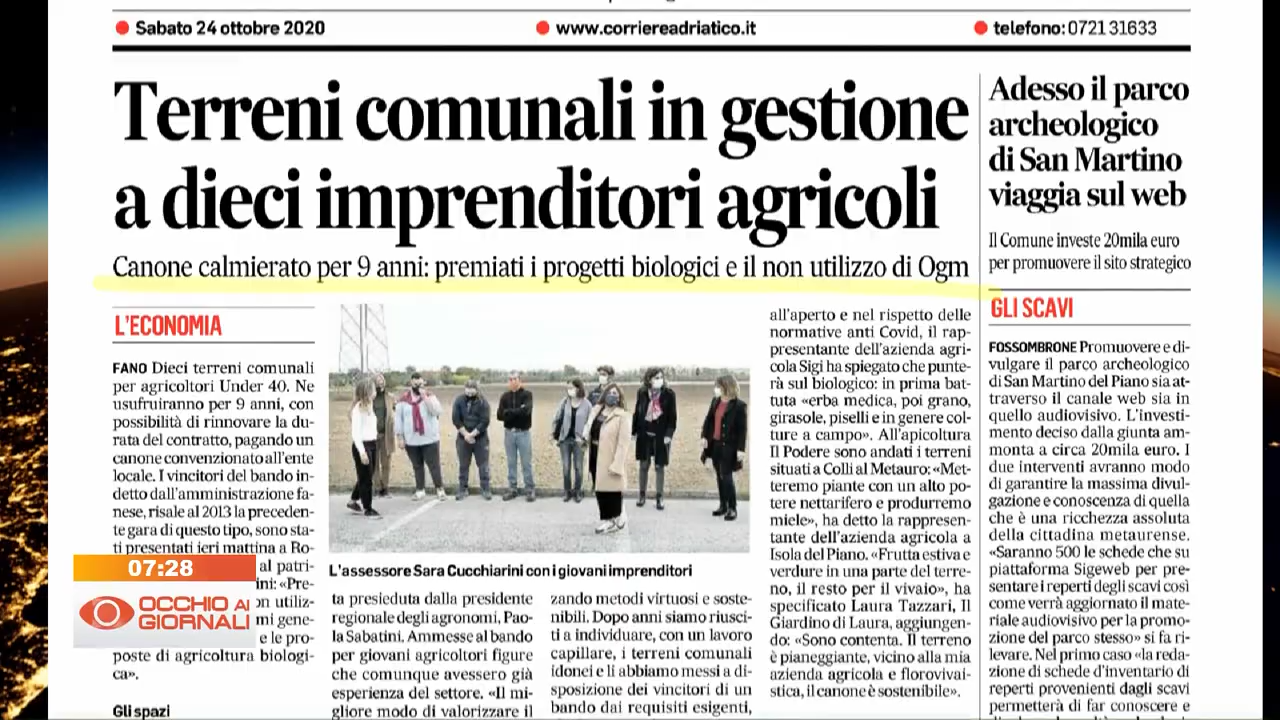 Sabato 24 ottobre 2020
www.corriereadriatico.it
telefono: 0721 31633
Terreni comunali in gestione
a dieci imprenditori agricoli
Canone calmierato per 9 anni: premiati i progetti biologici e il non utilizzo di Ogm
L'ECONOMIA
FANO Dieci terreni comunali
per agricoltori Under 40. Ne
usufruiranno per 9 anni, con
possibilità di rinnovare la du-
rata del contratto, pagando un
canone convenzionato all'ente
locale. I vincitori del bando in-
detto dall'amministrazione fa-
nese, risale al 2013 la preceden-
te gara di questo tipo, sono sta-
ti presentati ieri mattina a Ro-
al patri-
ini: «Pre-
on utiliz-
mi gene-
e le pro-
poste di agricoltura biologi-
ca».
Gli spazi
07:28
OCCHIO AI
GIORNALI
L'assessore Sara Cucchiarini con i giovani imprenditori
ta presieduta dalla presidente
regionale degli agronomi, Pao-
la Sabatini. Ammesse al bando
per giovani agricoltori figure
che comunque avessero già
esperienza del settore. «Il mi-
gliore modo di valorizzare il
zando metodi virtuosi e soste-
nibili. Dopo anni siamo riusci-
ti a individuare, con un lavoro
capillare, i terreni comunali
idonei e li abbiamo messi a di-
sposizione dei vincitori di un
bando dai requisiti esigenti,
all'aperto e nel rispetto delle
normative anti Covid, il rap-
presentante dell'azienda agri-
cola Sigi ha spiegato che punte-
rà sul biologico: in prima bat-
tuta «erba medica, poi grano,
girasole, piselli e in genere col-
ture a campo». All'apicoltura
Il Podere sono andati i terreni
situati a Colli al Metauro: «Met-
teremo piante con un alto po-
tere nettarifero e produrremo
miele», ha detto la rappresen-
tante dell'azienda agricola a
Isola del Piano. «Frutta estiva e
verdure in una parte del terre-
no, il resto per il vivaio», ha
specificato Laura Tazzari, Il
Giardino di Laura, aggiungen-
do: «Sono contenta. Il terreno
è pianeggiante, vicino alla mia
azienda agricola e florovivai-
stica, il canone è sostenibile».
Adesso il parco
archeologico
di San Martino
viaggia sul web
Il Comune investe 20mila euro
per promuovere il sito strategico
GLI SCAVI
FOSSOMBRONE Promuovere e di-
vulgare il parco archeologico
di San Martino del Piano sia at-
traverso il canale web sia in
quello audiovisivo. L'investi-
mento deciso dalla giunta am-
monta a circa 20mila euro. I
due interventi avranno modo
di garantire la massima divul-
gazione e conoscenza di quella
che è una ricchezza assoluta
della cittadina metaurense.
«Saranno 500 le schede che su
piattaforma Sigeweb per pre-
sentare i reperti degli scavi così
come verrà aggiornato il mate-
riale audiovisivo per la promo-
zione del parco stesso» si fa ri-
levare. Nel primo caso «la reda-
zione di schede d'inventario di
reperti provenienti dagli scavi
permetterà di far conoscere e